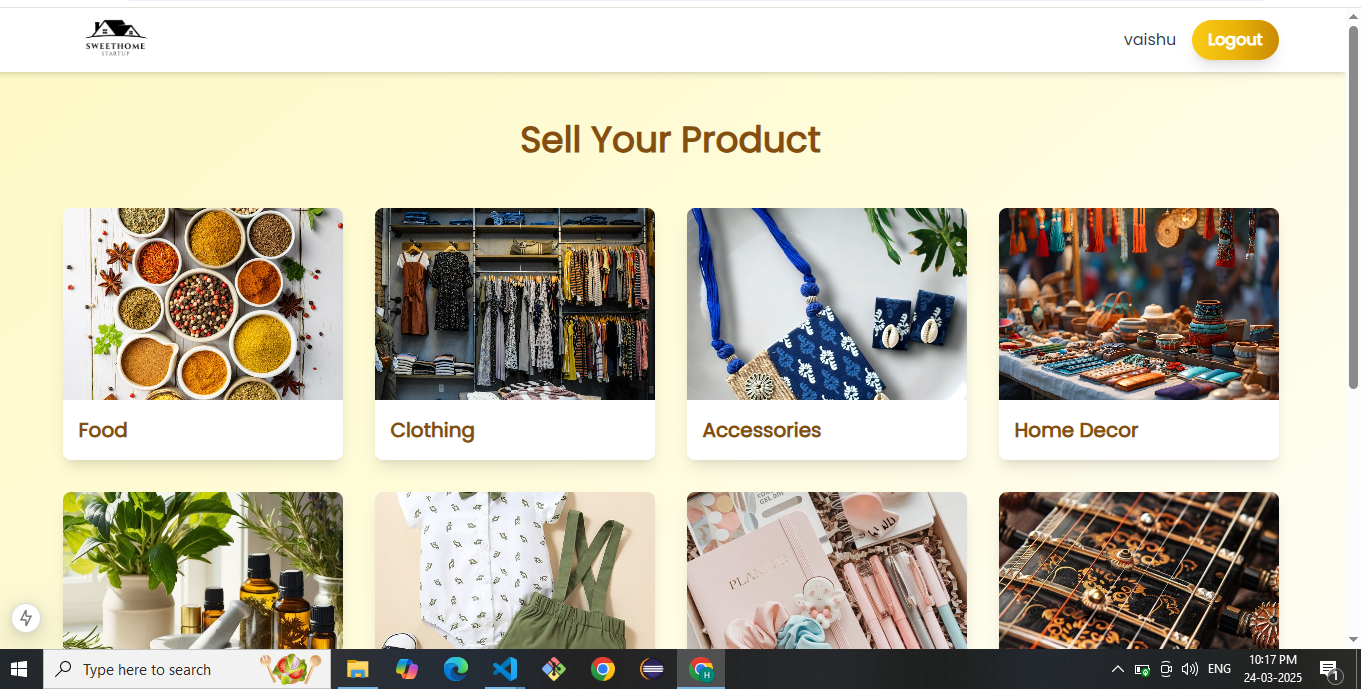 SWEETHOME
STARTUP
vaishu
Logout
Sell Your Product
Food
Clothing
Accessories
Home Decor
PLANNER
Type here to search
H
ENG
10:17 PM
24-03-2025
1